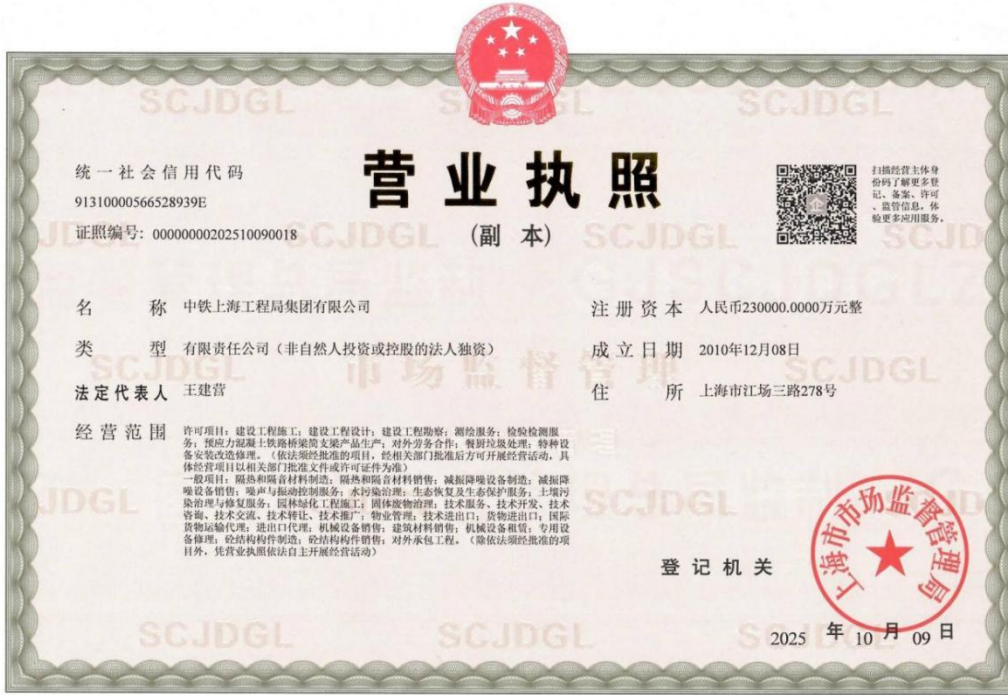 营业执照
(副 本)
统一社会信用代码
91310000566528939E
证照编号: 00000000202510090018
扫描经营主体身
份码了解更多登
记、备案、许可
、监管信息，体
验更多应用服务。
名 称 中铁上海工程局集团有限公司
类 型 有限责任公司（非自然人投资或控股的法人独资）
法定代表人 王建营
经营范围 许可项目：建设工程施工；建设工程设计；建设工程勘察；测绘服务；检验检测服
务；预应力混凝土铁路桥梁简支梁产品生产；对外劳务合作；餐厨垃圾处理；特种设
备安装改造修理。（依法须经批准的项目，经相关部门批准后方可开展经营活动，具
体经营项目以相关部门批准文件或许可证件为准）
一般项目：隔热和隔音材料制造；隔热和隔音材料销售；减振降噪设备制造；减振降
噪设备销售；噪声与振动控制服务；水污染治理；生态恢复及生态保护服务；土壤污
染治理与修复服务；园林绿化工程施工；固体废物治理；技术服务、技术开发、技术
咨询、技术交流、技术转让、技术推广；物业管理；技术进出口；货物进出口；国际
货物运输代理；进出口代理；机械设备销售；建筑材料销售；机械设备租赁；专用设
备修理；砼结构构件制造；砼结构构件销售；对外承包工程。（除依法须经批准的项
目外，凭营业执照依法自主开展经营活动）
注册资本 人民币230000.0000万元整
成立日期 2010年12月08日
住 所 上海市江场三路278号
登记机关
上海市市场监督管理局
2025 年 10 月 09 日
SCJDGL
市场监督管理